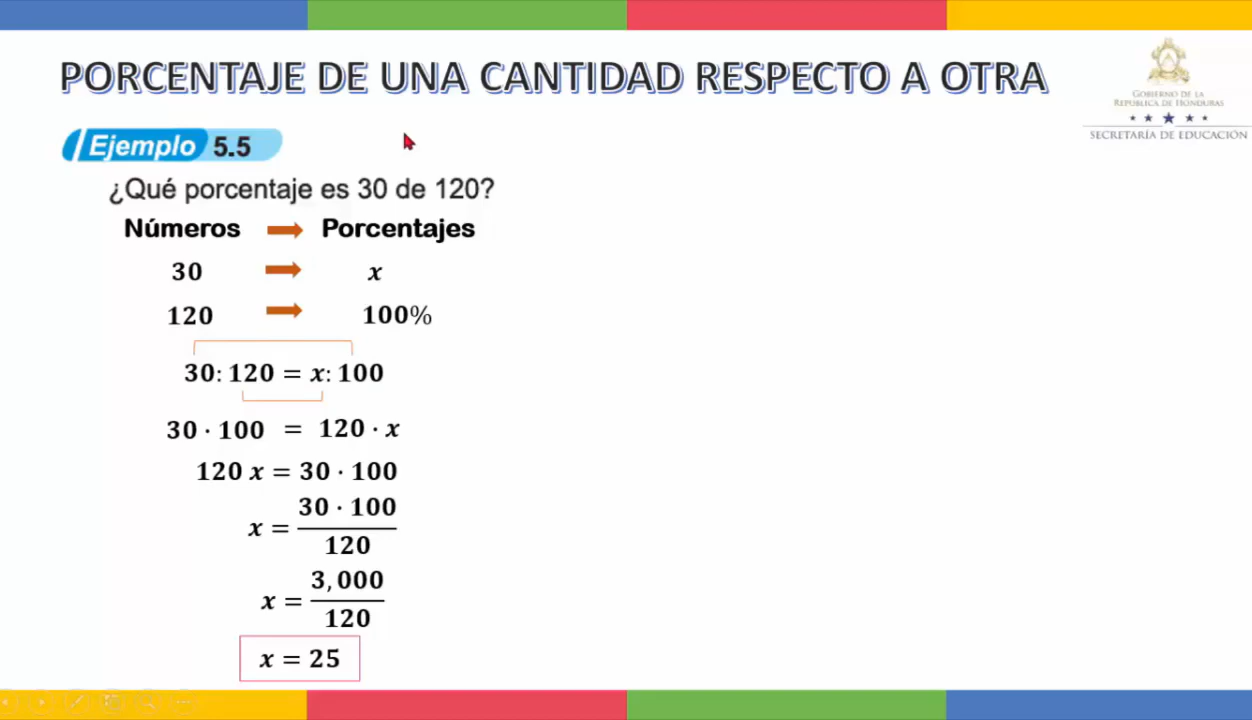 PORCENTAJE DE UNA CANTIDAD RESPECTO A OTRA
GOBIERNO DE LA
REPÚBLICA DE HONDURAS
SECRETARÍA DE EDUCACIÓN
Ejemplo 5.5
¿Qué porcentaje es 30 de 120?
Números Porcentajes
30 x
120 100%
30: 120 = x: 100
30 · 100 = 120 · x
120 x = 30 · 100
x = 30 · 100 / 120
x = 3,000 / 120
x = 25